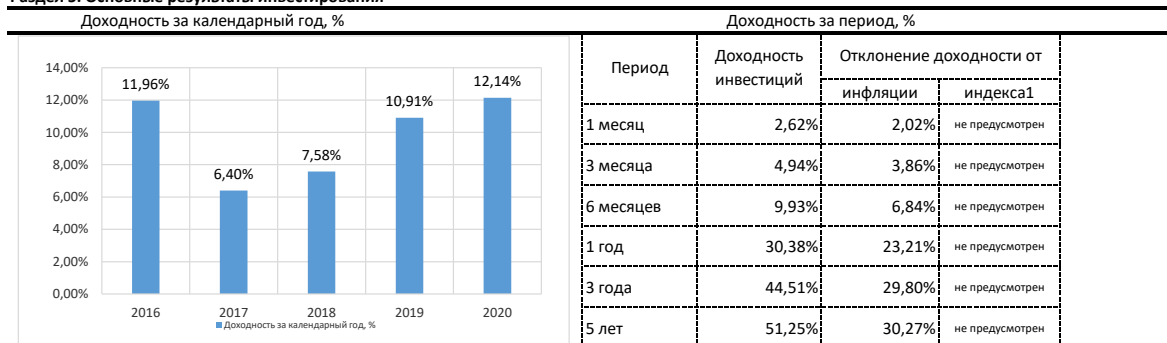 Раздел 5. Основные результаты инвестирования
Доходность за календарный год, %
Доходность за период, %
14,00%
12,00%
10,00%
8,00%
6,00%
4,00%
2,00%
0,00%
11,96%
6,40%
7,58%
10,91%
12,14%
2016 2017 2018 2019 2020
Доходность за календарный год, %
Период Доходность инвестиций Отклонение доходности от
инфляции индекса1
1 месяц 2,62% 2,02% не предусмотрен
3 месяца 4,94% 3,86% не предусмотрен
6 месяцев 9,93% 6,84% не предусмотрен
1 год 30,38% 23,21% не предусмотрен
3 года 44,51% 29,80% не предусмотрен
5 лет 51,25% 30,27% не предусмотрен